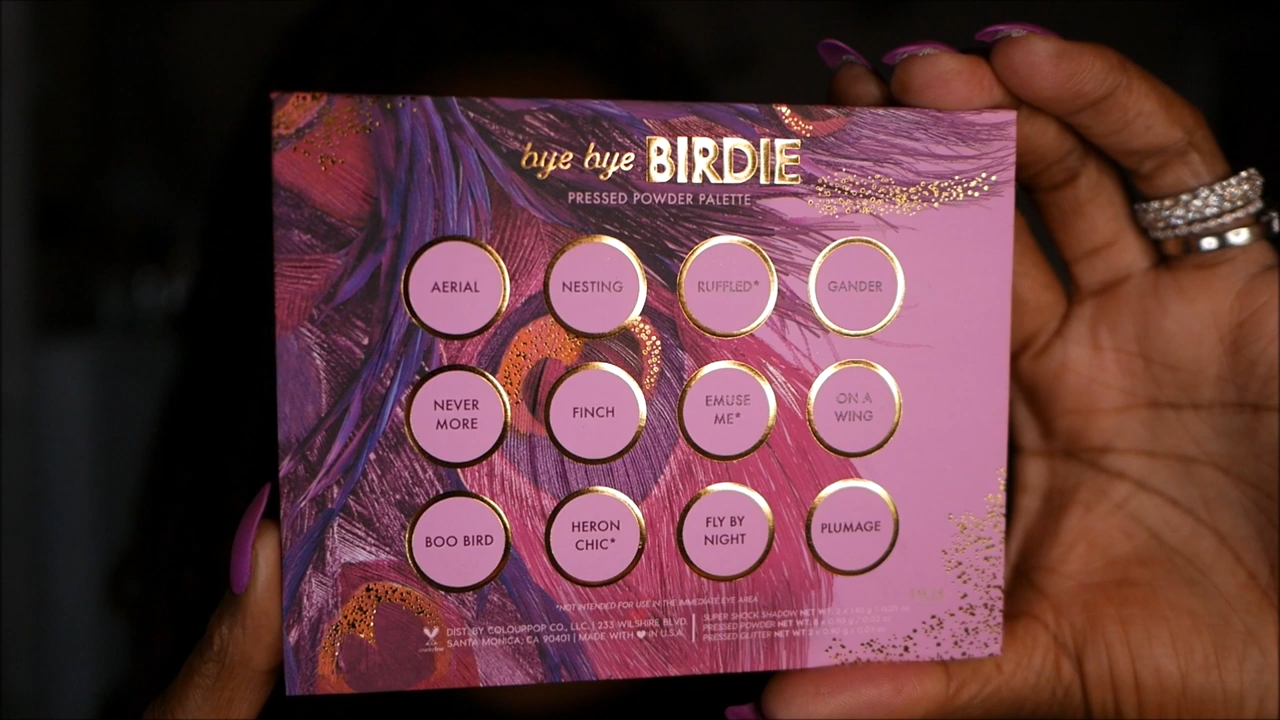 bye bye BIRDIE
PRESSED POWDER PALETTE
AERIAL
NESTING
RUFFLED*
GANDER
NEVER
MORE
FINCH
EMUSE
ME*
ON A
WING
BOO BIRD
HERON
CHIC*
FLY BY
NIGHT
PLUMAGE
*NOT INTENDED FOR USE IN THE IMMEDIATE EYE AREA
DIST. BY COLOURPOP CO., LLC. | 233 WILSHIRE BLVD.
SANTA MONICA, CA 90401 | MADE WITH ♥ IN U.S.A.
SUPER SHOCK SHADOW NET WT.
PRESSED POWDER NET WT.
PRESSED GLITTER NET WT